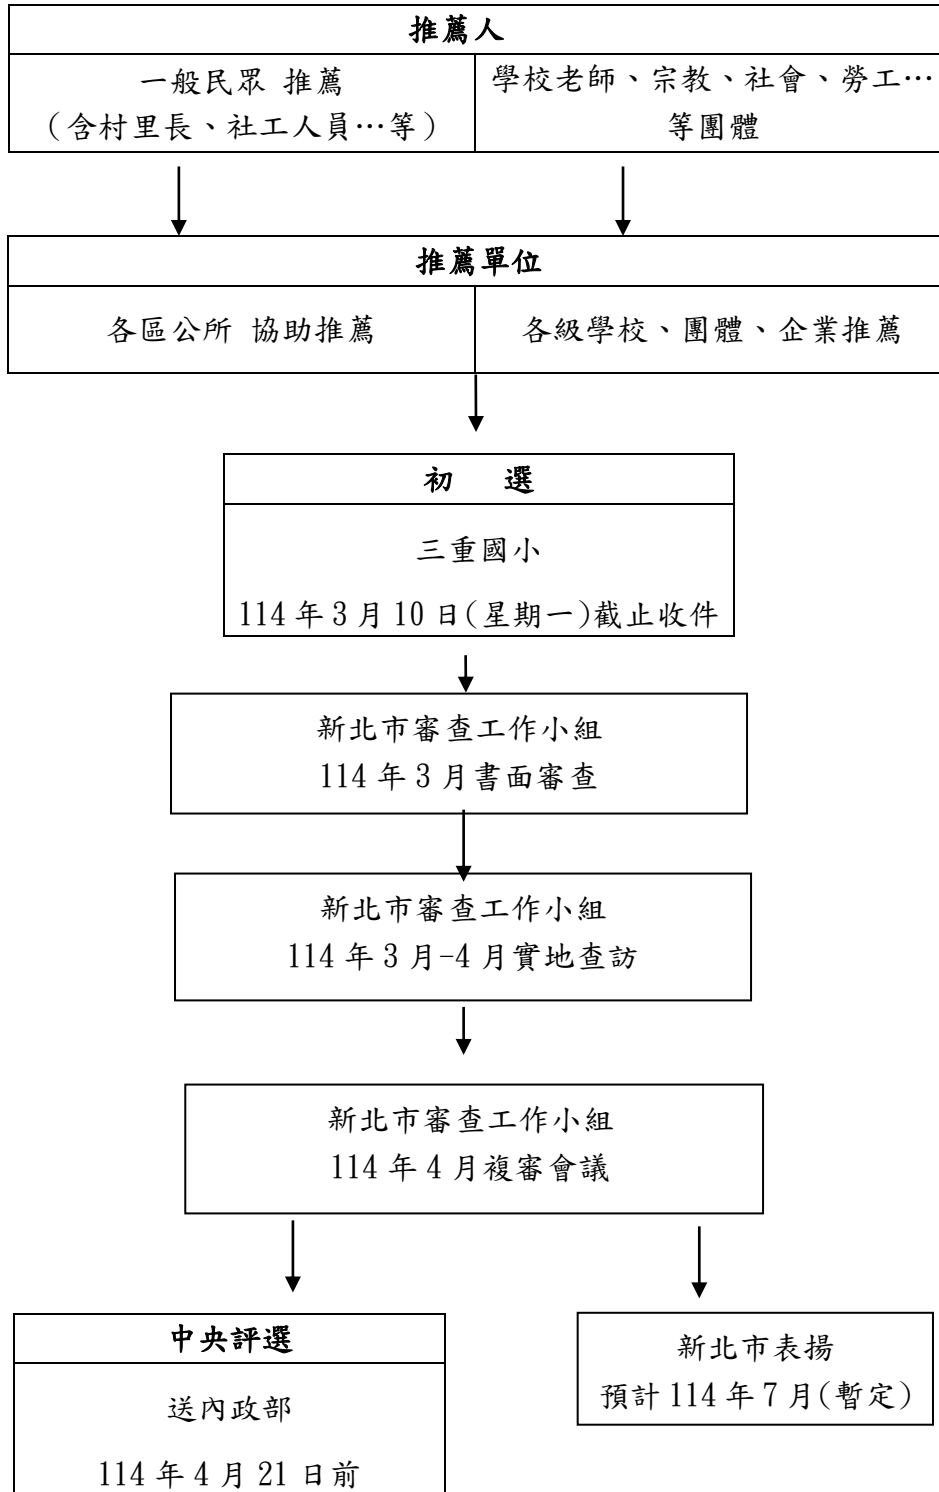 推薦人
一般民眾 推薦
（含村里長、社工人員…等）
學校老師、宗教、社會、勞工…
等團體
推薦單位
各區公所 協助推薦
各級學校、團體、企業推薦
初 選
三重國小
114年3月10日(星期一)截止收件
新北市審查工作小組
114年3月書面審查
新北市審查工作小組
114年3月-4月實地查訪
新北市審查工作小組
114年4月複審會議
中央評選
送內政部
114年4月21日前
新北市表揚
預計114年7月(暫定)